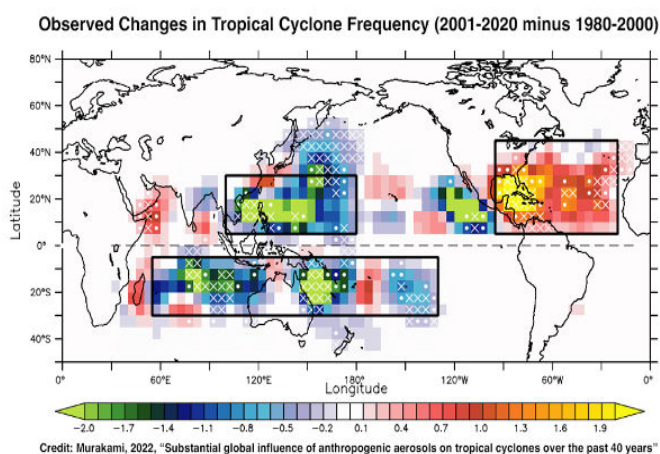 Observed Changes in Tropical Cyclone Frequency (2001-2020 minus 1980-2000)
80°N
60°N
40°N
20°N
0°
20°S
40°S
Latitude
0° 60°E 120°E 180° 120°W 60°W 0°
Longitude
−2.0 −1.7 −1.4 −1.1 −0.8 −0.5 −0.2 0.1 0.4 0.7 1.0 1.3 1.6 1.9
Credit: Murakami, 2022, "Substantial global influence of anthropogenic aerosols on tropical cyclones over the past 40 years"